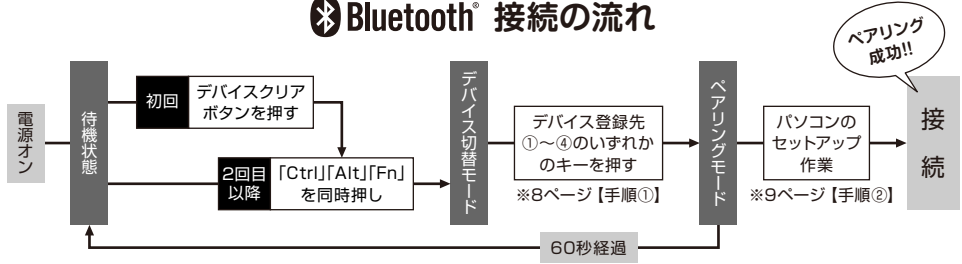 Bluetooth® 接続の流れ
電源オン
待機状態
初回
デバイスクリア
ボタンを押す
2回目
以降
「Ctrl」「Alt」「Fn」
を同時押し
デバイス切替モード
デバイス登録先
①～④のいずれか
のキーを押す
※8ページ【手順①】
ペアリングモード
パソコンの
セットアップ
作業
※9ページ【手順②】
ペアリング
成功!!
接続
60秒経過